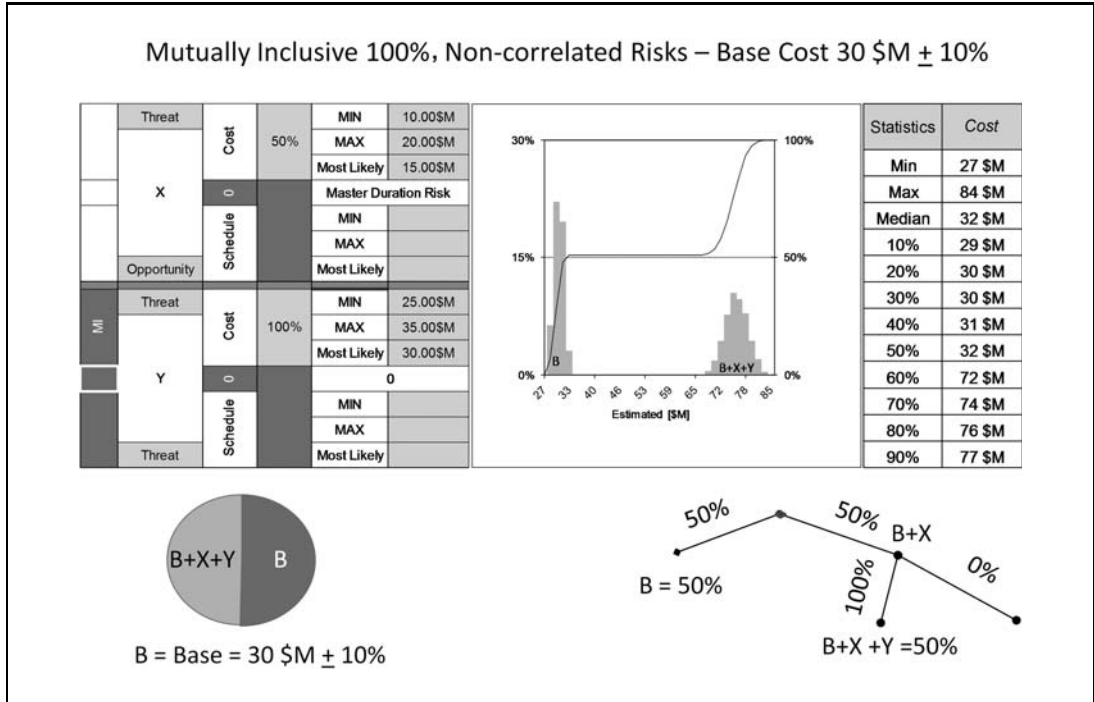 Mutually Inclusive 100%, Non-correlated Risks – Base Cost 30 $M ± 10%
Threat
X
Opportunity
Cost
0
Schedule
50%
MIN 10.00$M
MAX 20.00$M
Most Likely 15.00$M
Master Duration Risk
MIN
MAX
Most Likely
MI
Threat
Y
Threat
Cost
0
Schedule
100%
MIN 25.00$M
MAX 35.00$M
Most Likely 30.00$M
0
MIN
MAX
Most Likely
30%
15%
0%
100%
50%
0%
B
B+X+Y
27 33 40 46 53 59 65 72 78 85
Estimated [$M]
Statistics Cost
Min 27 $M
Max 84 $M
Median 32 $M
10% 29 $M
20% 30 $M
30% 30 $M
40% 31 $M
50% 32 $M
60% 72 $M
70% 74 $M
80% 76 $M
90% 77 $M
B+X+Y B
B = Base = 30 $M ± 10%
50% 50%
B+X
B = 50%
100% 0%
B+X +Y =50%